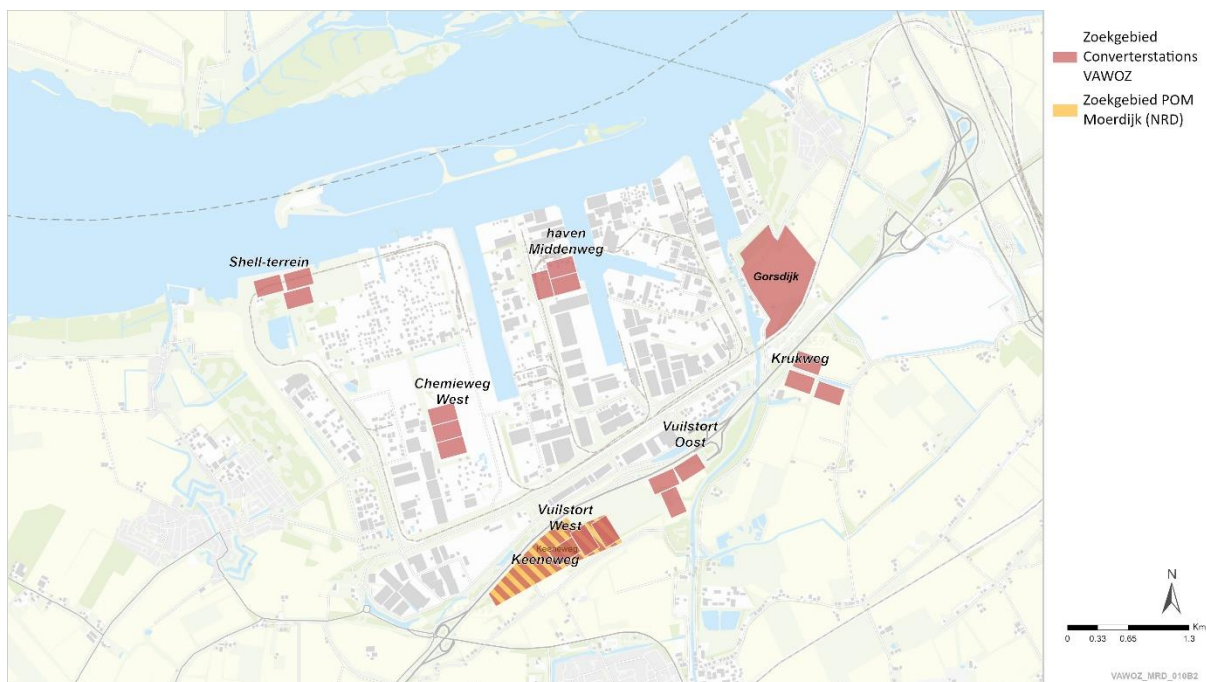 Zoekgebied
Converterstations
VAWOZ
Zoekgebied POM
Moerdijk (NRD)
haven
Middenweg
Shell-terrein
Gorsdijk
Krukweg
Chemieweg
West
Vuilstort
Oost
Vuilstort
West
Keeneweg
Keeneweg
N
Km
0 0.33 0.65 1.3
VAWOZ_MRD_010B2